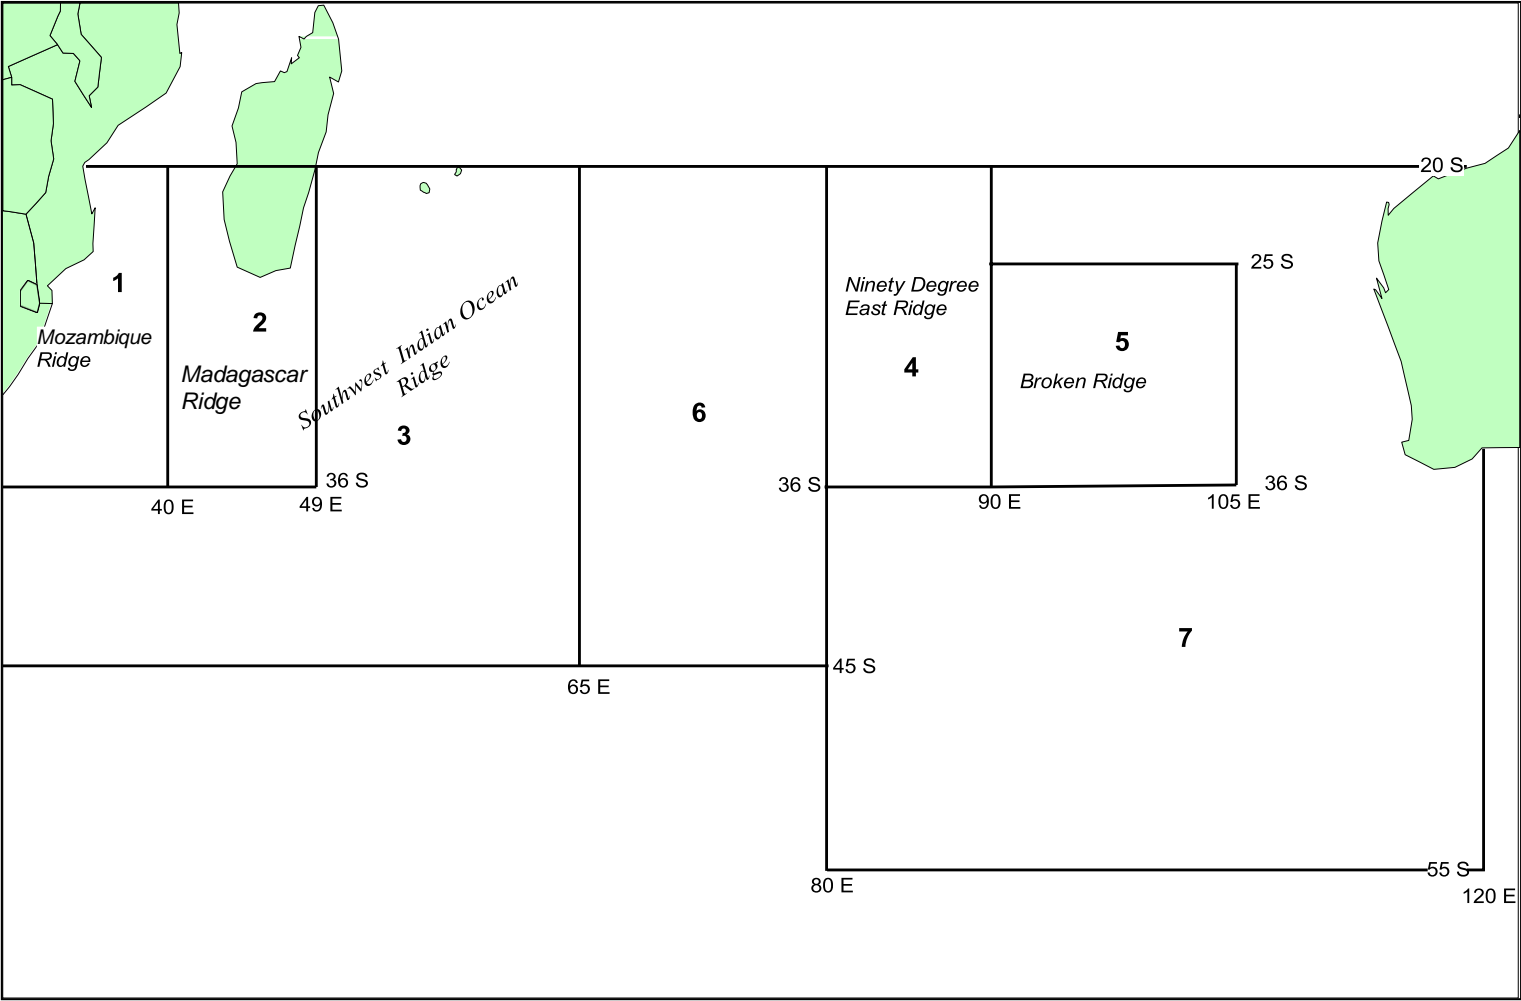 20 S
25 S
1
Mozambique
Ridge
2
Madagascar
Ridge
Southwest Indian Ocean
Ridge
3
6
Ninety Degree
East Ridge
4
5
Broken Ridge
36 S
40 E
49 E
36 S
90 E
36 S
105 E
7
45 S
65 E
55 S
80 E
120 E